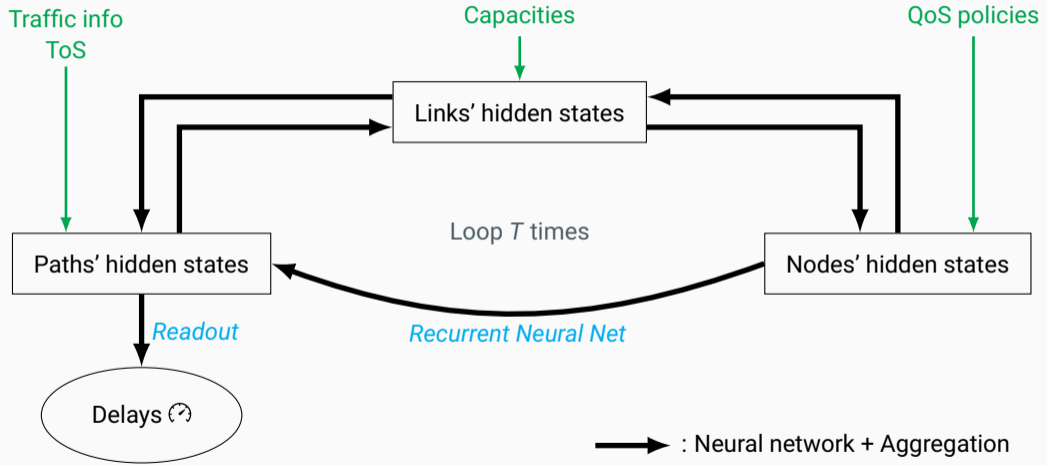 Traffic info
ToS
Capacities
QoS policies
Links’ hidden states
Loop T times
Paths’ hidden states
Nodes’ hidden states
Readout
Recurrent Neural Net
Delays
: Neural network + Aggregation